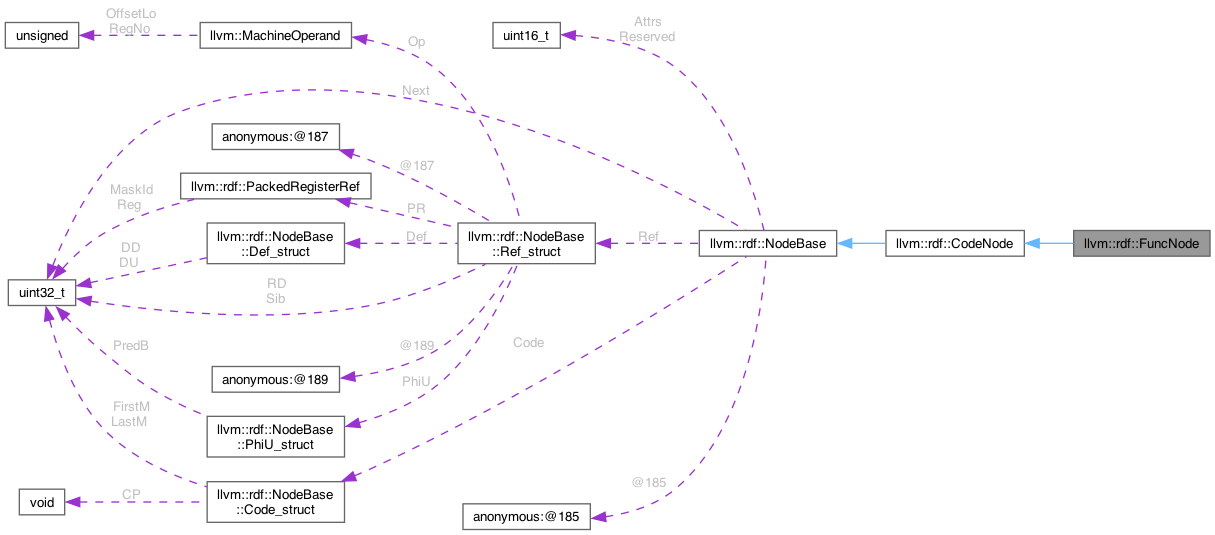 OffsetLo
RegNo
Attrs
Reserved
unsigned
llvm::MachineOperand
uint16_t
Op
Next
anonymous:@187
@187
llvm::rdf::PackedRegisterRef
MaskId
Reg
PR
llvm::rdf::NodeBase
::Def_struct
Def
llvm::rdf::NodeBase
::Ref_struct
Ref
llvm::rdf::NodeBase
llvm::rdf::CodeNode
llvm::rdf::FuncNode
DD
DU
uint32_t
RD
Sib
PredB
@189
Code
anonymous:@189
PhiU
FirstM
LastM
llvm::rdf::NodeBase
::PhiU_struct
void
CP
llvm::rdf::NodeBase
::Code_struct
@185
anonymous:@185